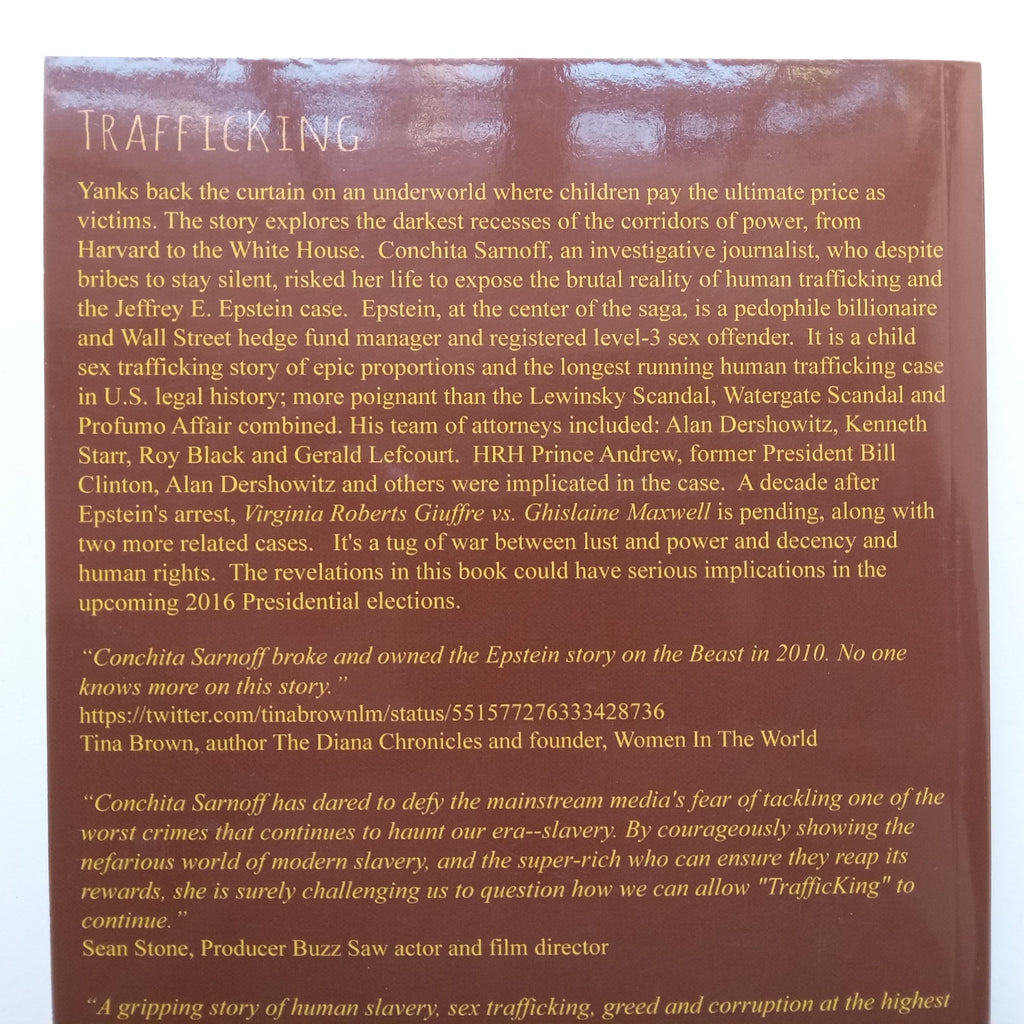 TRAFFICKING
Yanks back the curtain on an underworld where children pay the ultimate price as
victims. The story explores the darkest recesses of the corridors of power, from
Harvard to the White House.  Conchita Sarnoff, an investigative journalist, who despite
bribes to stay silent, risked her life to expose the brutal reality of human trafficking and
the Jeffrey E. Epstein case.  Epstein, at the center of the saga, is a pedophile billionaire
and Wall Street hedge fund manager and registered level-3 sex offender.  It is a child
sex trafficking story of epic proportions and the longest running human trafficking case
in U.S. legal history; more poignant than the Lewinsky Scandal, Watergate Scandal and
Profumo Affair combined. His team of attorneys included: Alan Dershowitz, Kenneth
Starr, Roy Black and Gerald Lefcourt.  HRH Prince Andrew, former President Bill
Clinton, Alan Dershowitz and others were implicated in the case.  A decade after
Epstein's arrest, Virginia Roberts Giuffre vs. Ghislaine Maxwell is pending, along with
two more related cases.   It's a tug of war between lust and power and decency and
human rights.  The revelations in this book could have serious implications in the
upcoming 2016 Presidential elections.
“Conchita Sarnoff broke and owned the Epstein story on the Beast in 2010. No one
knows more on this story.”
https://twitter.com/tinabrownlm/status/551577276333428736
Tina Brown, author The Diana Chronicles and founder, Women In The World
“Conchita Sarnoff has dared to defy the mainstream media's fear of tackling one of the
worst crimes that continues to haunt our era--slavery. By courageously showing the
nefarious world of modern slavery, and the super-rich who can ensure they reap its
rewards, she is surely challenging us to question how we can allow "TrafficKing" to
continue.”
Sean Stone, Producer Buzz Saw actor and film director
“A gripping story of human slavery, sex trafficking, greed and corruption at the highest